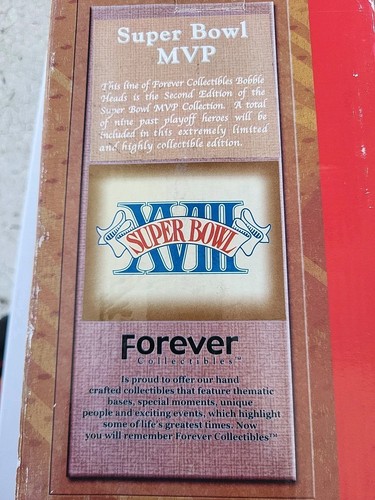 Super Bowl
MVP
This line of Forever Collectibles Bobble
Heads is the Second Edition of the
Super Bowl MVP Collection. A total
of nine past playoff heroes will be
included in this extremely limited
and highly collectible edition.
XVIII
SUPER BOWL
Forever
Collectibles™
Is proud to offer our hand
crafted collectibles that feature thematic
bases, special moments, unique
people and exciting events, which highlight
some of life's greatest times. Now
you will remember Forever Collectibles™